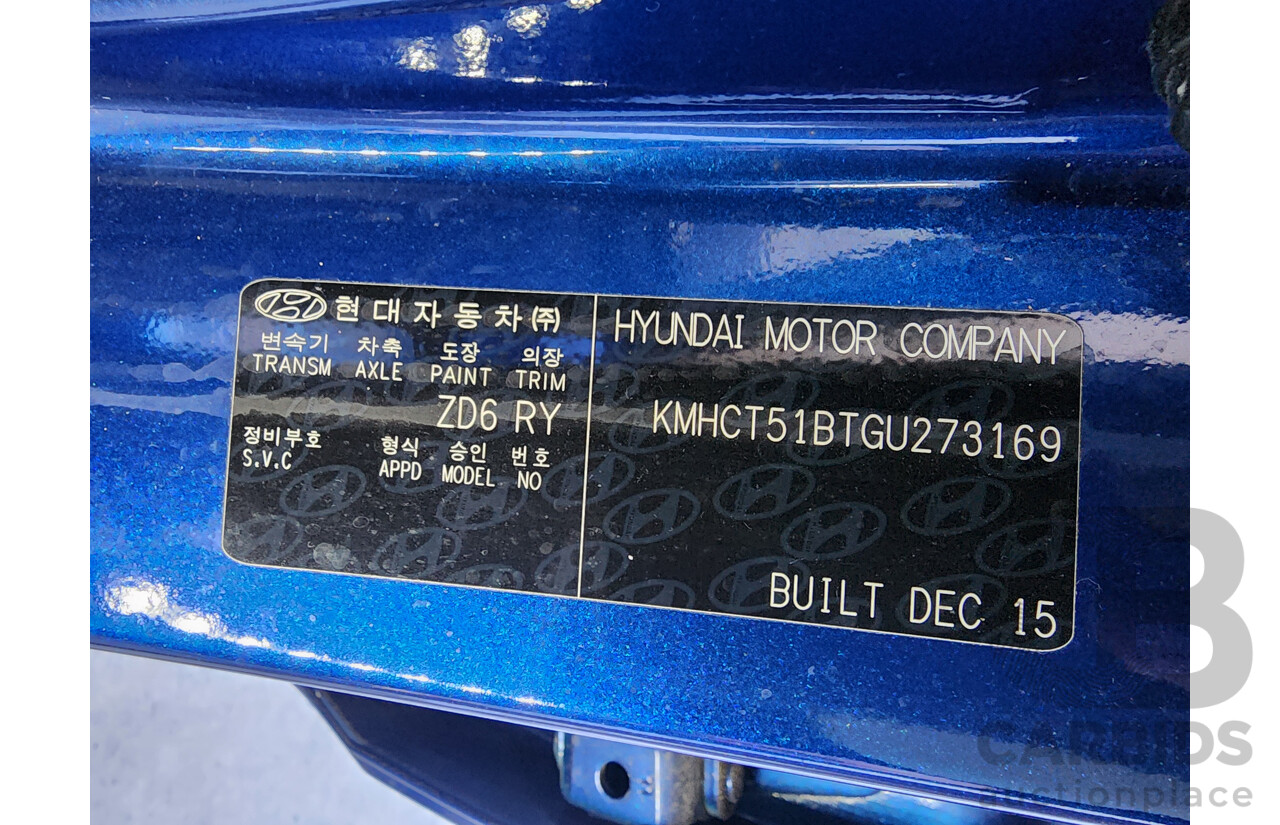 현대자동차㈜
변속기 차축 도장 의장
TRANSM AXLE PAINT TRIM
ZD6 RY
정비부호 형식 승인 번호
S.V.C APPD MODEL NO
HYUNDAI MOTOR COMPANY
KMHCT51BTGU273169
BUILT DEC 15
B
CARBIDS
auctionplace